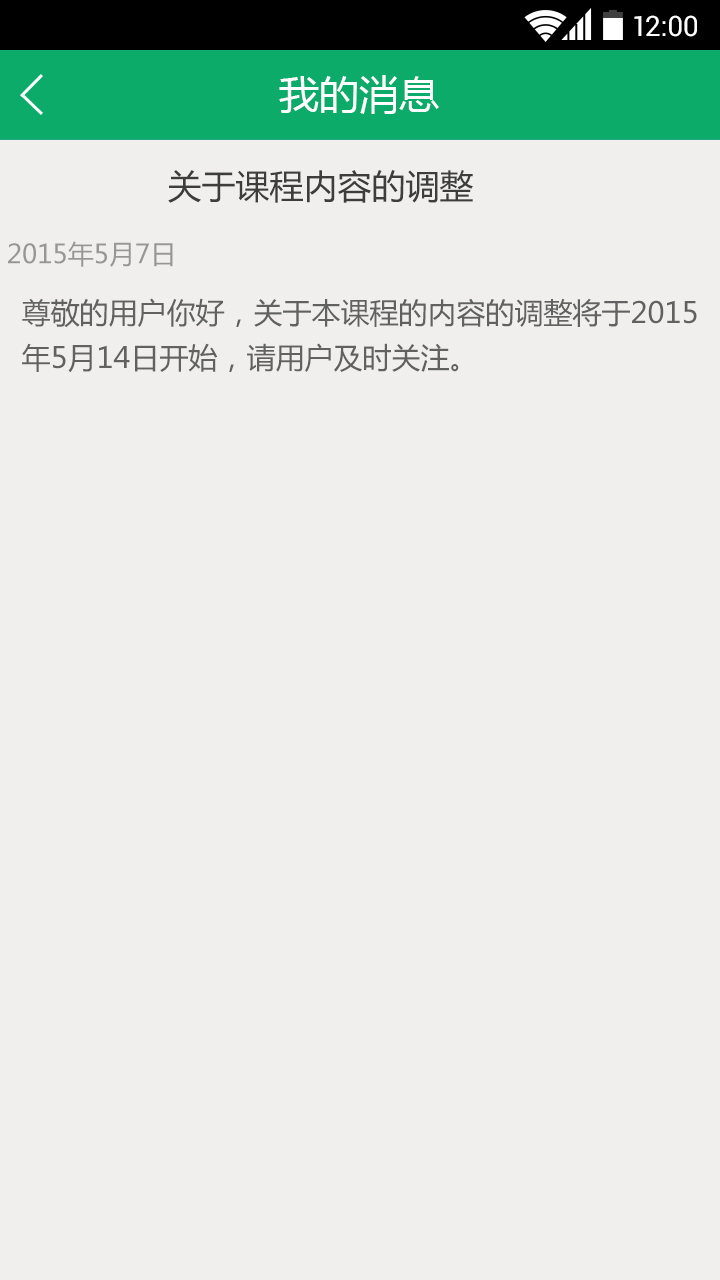 12:00
我的消息
关于课程内容的调整
2015年5月7日
尊敬的用户你好，关于本课程的内容的调整将于2015
年5月14日开始，请用户及时关注。